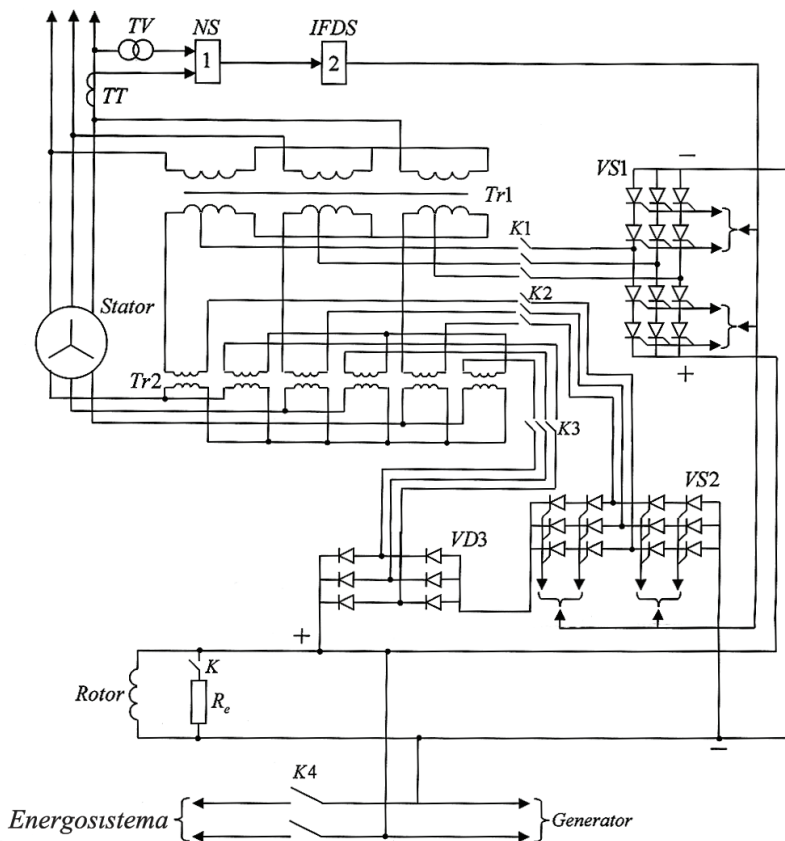 TV NS IFDS
1 2
TT
VS1 −
Tr1
K1
K2
Stator
Tr2 +
K3
VS2
VD3
+
K
Rotor
Re
−
K4
Energosıstema Generator